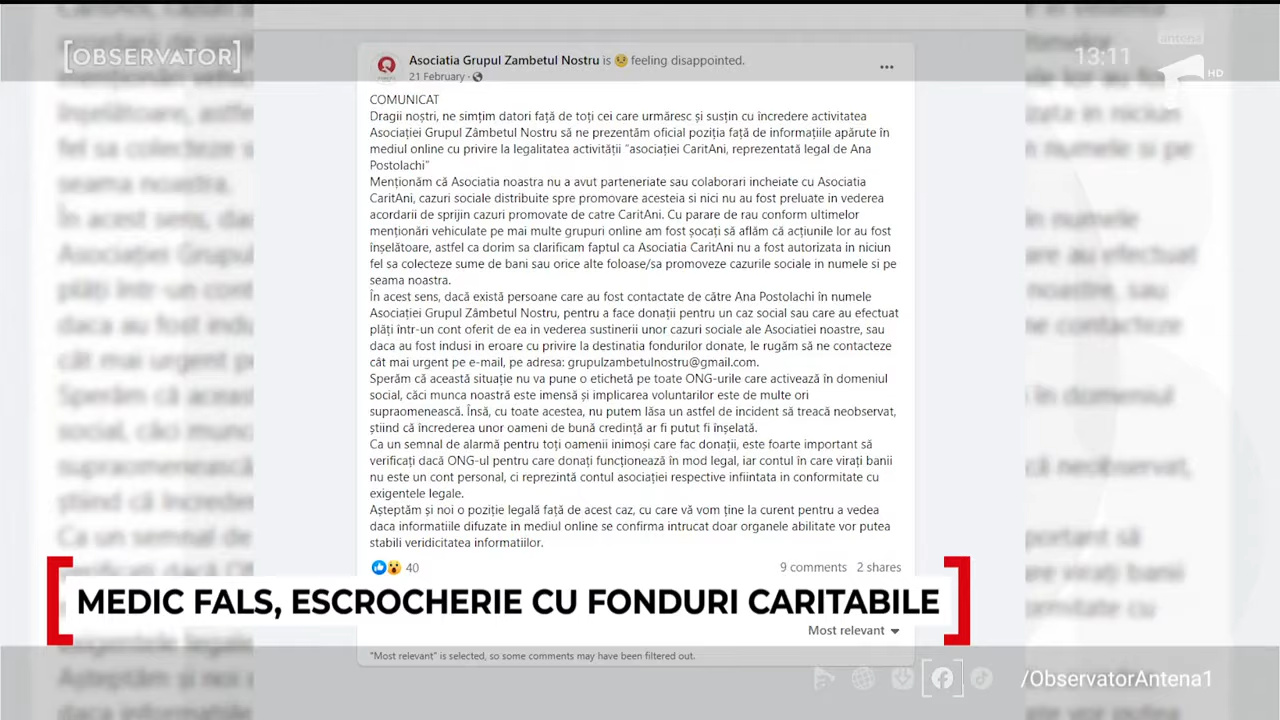 [OBSERVATOR]
antena
13:11
HD
Asociatia Grupul Zambetul Nostru is 😟 feeling disappointed.
21 February ·
COMUNICAT
Dragii noștri, ne simțim datori față de toți cei care urmăresc și susțin cu încredere activitatea
Asociației Grupul Zâmbetul Nostru să ne prezentăm oficial poziția față de informațiile apărute în
mediul online cu privire la legalitatea activității "asociației CaritAni, reprezentată legal de Ana
Postolachi"
Menționăm că Asociatia noastra nu a avut parteneriate sau colaborari incheiate cu Asociatia
CaritAni, cazuri sociale distribuite spre promovare acesteia si nici nu au fost preluate in vederea
acordarii de sprijin cazuri promovate de catre CaritAni. Cu parare de rau conform ultimelor
menționări vehiculate pe mai multe grupuri online am fost șocați să aflăm că acțiunile lor au fost
înșelătoare, astfel ca dorim sa clarificam faptul ca Asociatia CaritAni nu a fost autorizata in niciun
fel sa colecteze sume de bani sau orice alte foloase/sa promoveze cazurile sociale in numele si pe
seama noastra.
În acest sens, dacă există persoane care au fost contactate de către Ana Postolachi în numele
Asociației Grupul Zâmbetul Nostru, pentru a face donații pentru un caz social sau care au efectuat
plăți într-un cont oferit de ea in vederea sustinerii unor cazuri sociale ale Asociatiei noastre, sau
daca au fost indusi in eroare cu privire la destinatia fondurilor donate, le rugăm să ne contacteze
cât mai urgent pe e-mail, pe adresa: grupulzambetulnostru@gmail.com.
Sperăm că această situație nu va pune o etichetă pe toate ONG-urile care activează în domeniul
social, căci munca noastră este imensă și implicarea voluntarilor este de multe ori
supraomenească. Însă, cu toate acestea, nu putem lăsa un astfel de incident să treacă neobservat,
știind că încrederea unor oameni de bună credință ar fi putut fi înșelată.
Ca un semnal de alarmă pentru toți oamenii inimoși care fac donații, este foarte important să
verificați dacă ONG-ul pentru care donați funcționează în mod legal, iar contul în care virați banii
nu este un cont personal, ci reprezintă contul asociației respective infiintata in conformitate cu
exigentele legale.
Așteptăm și noi o poziție legală față de acest caz, cu care vă vom ține la curent pentru a vedea
daca informatiile difuzate in mediul online se confirma intrucat doar organele abilitate vor putea
stabili veridicitatea informatiilor.
40
9 comments 2 shares
MEDIC FALS, ESCROCHERIE CU FONDURI CARITABILE
Most relevant
"Most relevant" is selected, so some comments may have been filtered out.
/ObservatorAntena1